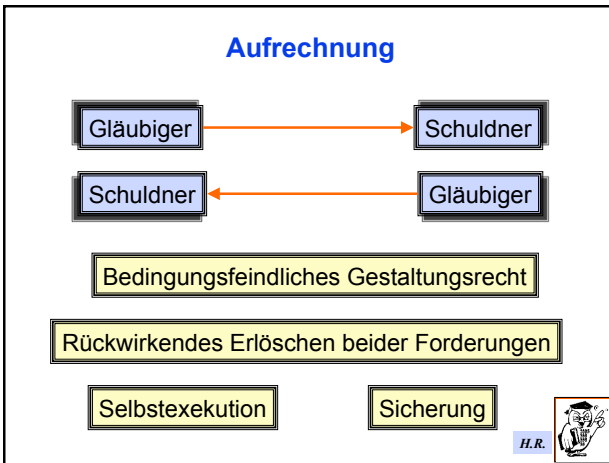 Aufrechnung
Gläubiger Schuldner
Schuldner Gläubiger
Bedingungsfeindliches Gestaltungsrecht
Rückwirkendes Erlöschen beider Forderungen
Selbstexekution Sicherung
H.R.